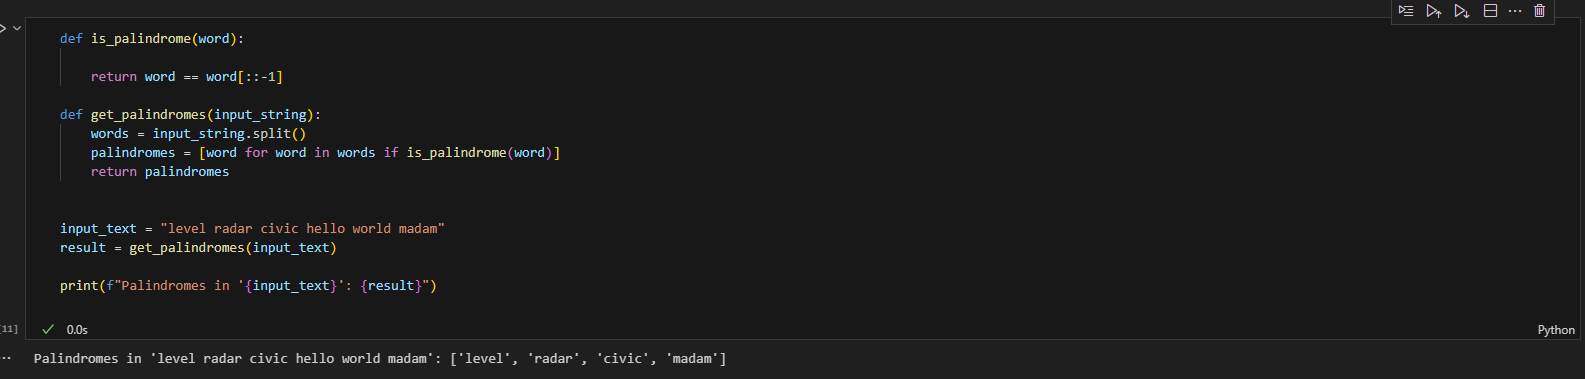 def is_palindrome(word):
    return word == word[::-1]
def get_palindromes(input_string):
    words = input_string.split()
    palindromes = [word for word in words if is_palindrome(word)]
    return palindromes
input_text = "level radar civic hello world madam"
result = get_palindromes(input_text)
print(f"Palindromes in '{input_text}': {result}")
[11] 0.0s Python
Palindromes in 'level radar civic hello world madam': ['level', 'radar', 'civic', 'madam']